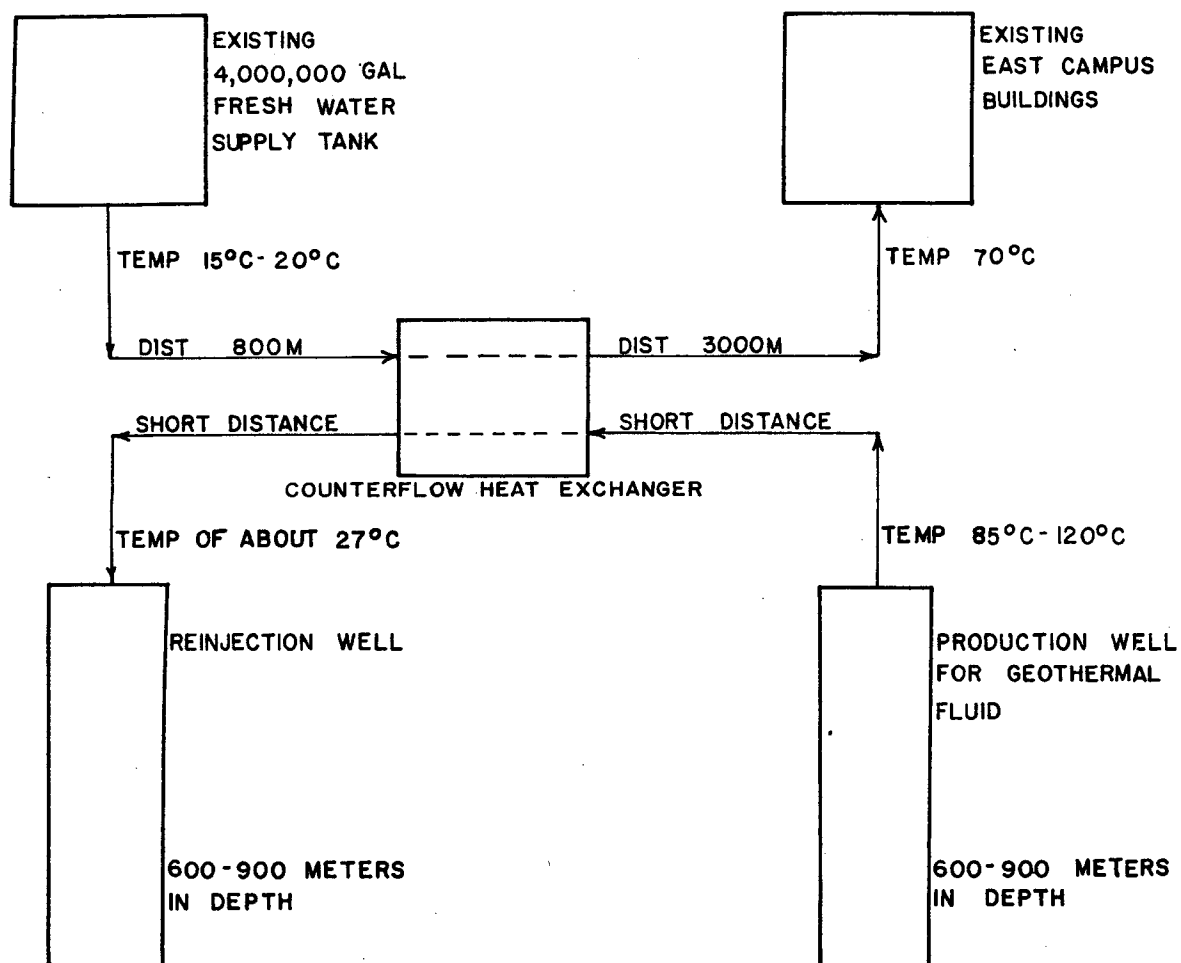 EXISTING
4,000,000 GAL
FRESH WATER
SUPPLY TANK
EXISTING
EAST CAMPUS
BUILDINGS
TEMP 15°C-20°C
TEMP 70°C
DIST 800M
DIST 3000M
SHORT DISTANCE
SHORT DISTANCE
COUNTERFLOW HEAT EXCHANGER
TEMP OF ABOUT 27°C
TEMP 85°C-120°C
REINJECTION WELL
PRODUCTION WELL
FOR GEOTHERMAL
FLUID
600-900 METERS
IN DEPTH
600-900 METERS
IN DEPTH